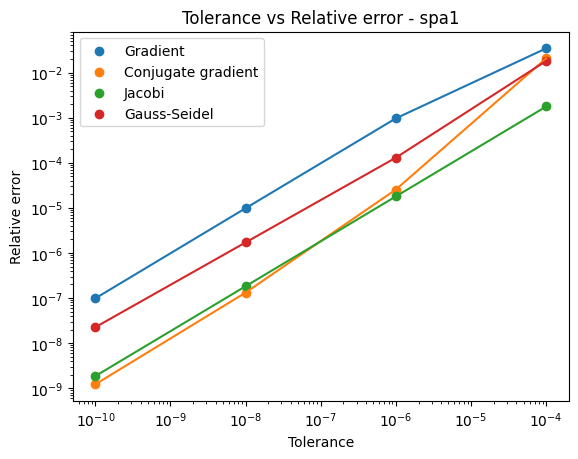 Tolerance vs Relative error - spa1
Gradient
Conjugate gradient
Jacobi
Gauss-Seidel
Relative error
10⁻²
10⁻³
10⁻⁴
10⁻⁵
10⁻⁶
10⁻⁷
10⁻⁸
10⁻⁹
10⁻¹⁰ 10⁻⁹ 10⁻⁸ 10⁻⁷ 10⁻⁶ 10⁻⁵ 10⁻⁴
Tolerance